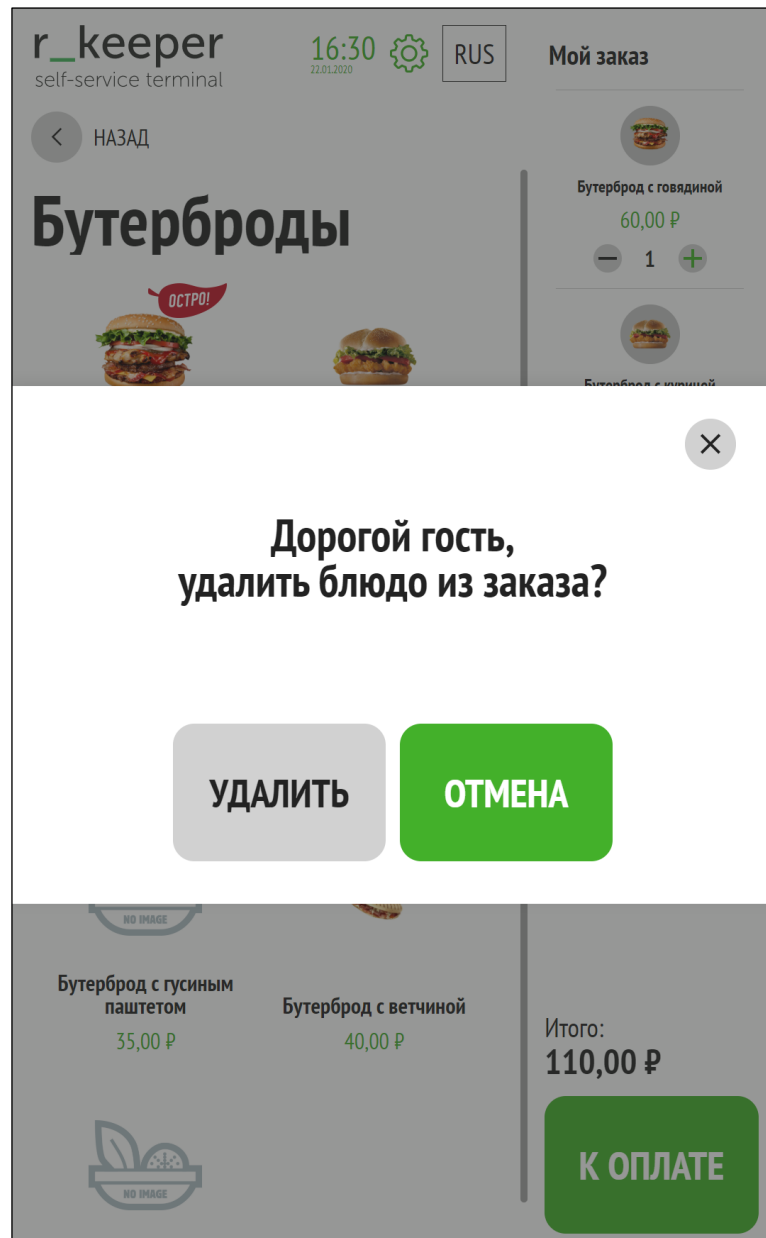 r_keeper
self-service terminal
16:30
22.01.2020
RUS
Мой заказ
НАЗАД
Бутерброды
ОСТРО!
Бутерброд с говядиной
60,00 ₽
1
Бутерброд с курицей
Дорогой гость,
удалить блюдо из заказа?
УДАЛИТЬ
ОТМЕНА
NO IMAGE
Бутерброд с гусиным
паштетом
35,00 ₽
Бутерброд с ветчиной
40,00 ₽
Итого:
110,00 ₽
NO IMAGE
К ОПЛАТЕ